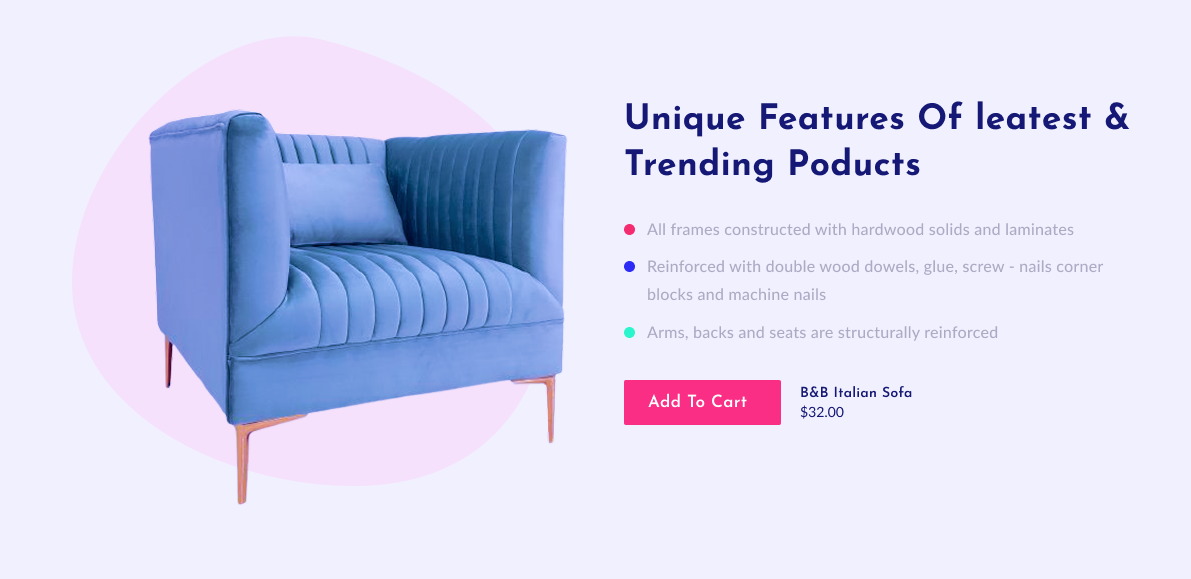 Unique Features Of leatest &
Trending Poducts
All frames constructed with hardwood solids and laminates
Reinforced with double wood dowels, glue, screw - nails corner
blocks and machine nails
Arms, backs and seats are structurally reinforced
Add To Cart
B&B Italian Sofa
$32.00